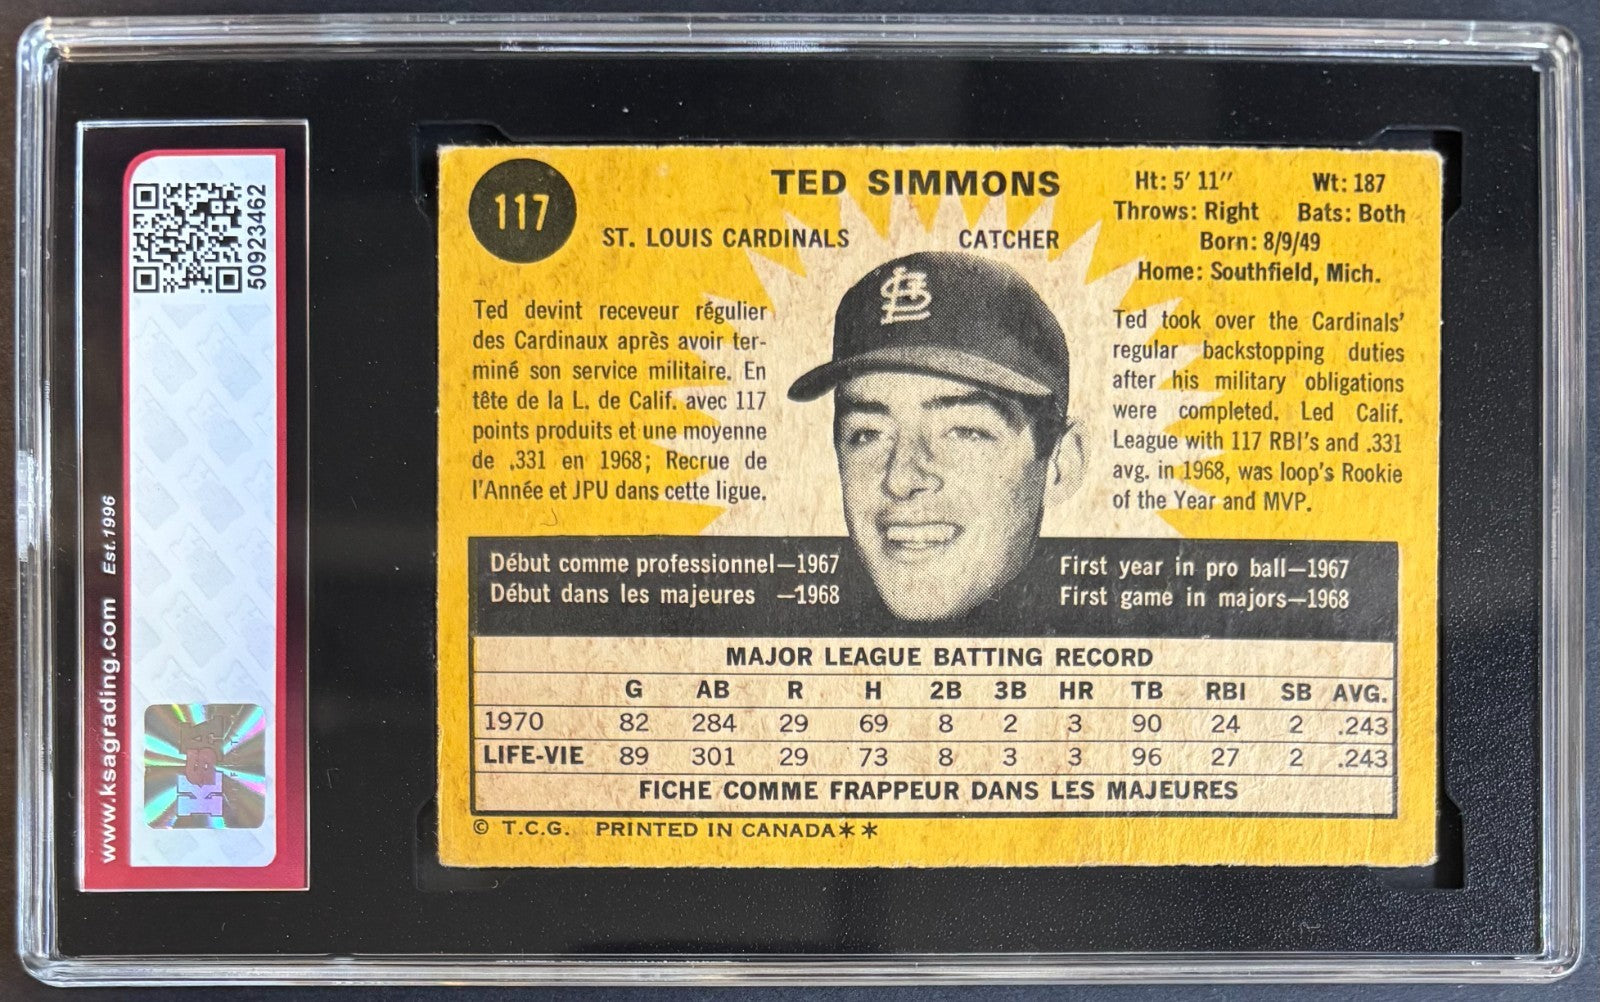 50923462
www.ksagrading.com Est.1996
KSA
117
TED SIMMONS
ST. LOUIS CARDINALS CATCHER
Ht: 5′ 11″ Wt: 187
Throws: Right Bats: Both
Born: 8/9/49
Home: Southfield, Mich.
Ted devint receveur régulier
des Cardinaux après avoir ter-
miné son service militaire. En
tête de la L. de Calif. avec 117
points produits et une moyenne
de .331 en 1968; Recrue de
l'Année et JPU dans cette ligue.
STL
Ted took over the Cardinals'
regular backstopping duties
after his military obligations
were completed. Led Calif.
League with 117 RBI's and .331
avg. in 1968, was loop's Rookie
of the Year and MVP.
Début comme professionnel—1967
Début dans les majeures —1968
First year in pro ball—1967
First game in majors—1968
MAJOR LEAGUE BATTING RECORD
G AB R H 2B 3B HR TB RBI SB AVG.
1970 82 284 29 69 8 2 3 90 24 2 .243
LIFE-VIE 89 301 29 73 8 3 3 96 27 2 .243
FICHE COMME FRAPPEUR DANS LES MAJEURES
© T.C.G. PRINTED IN CANADA✶✶